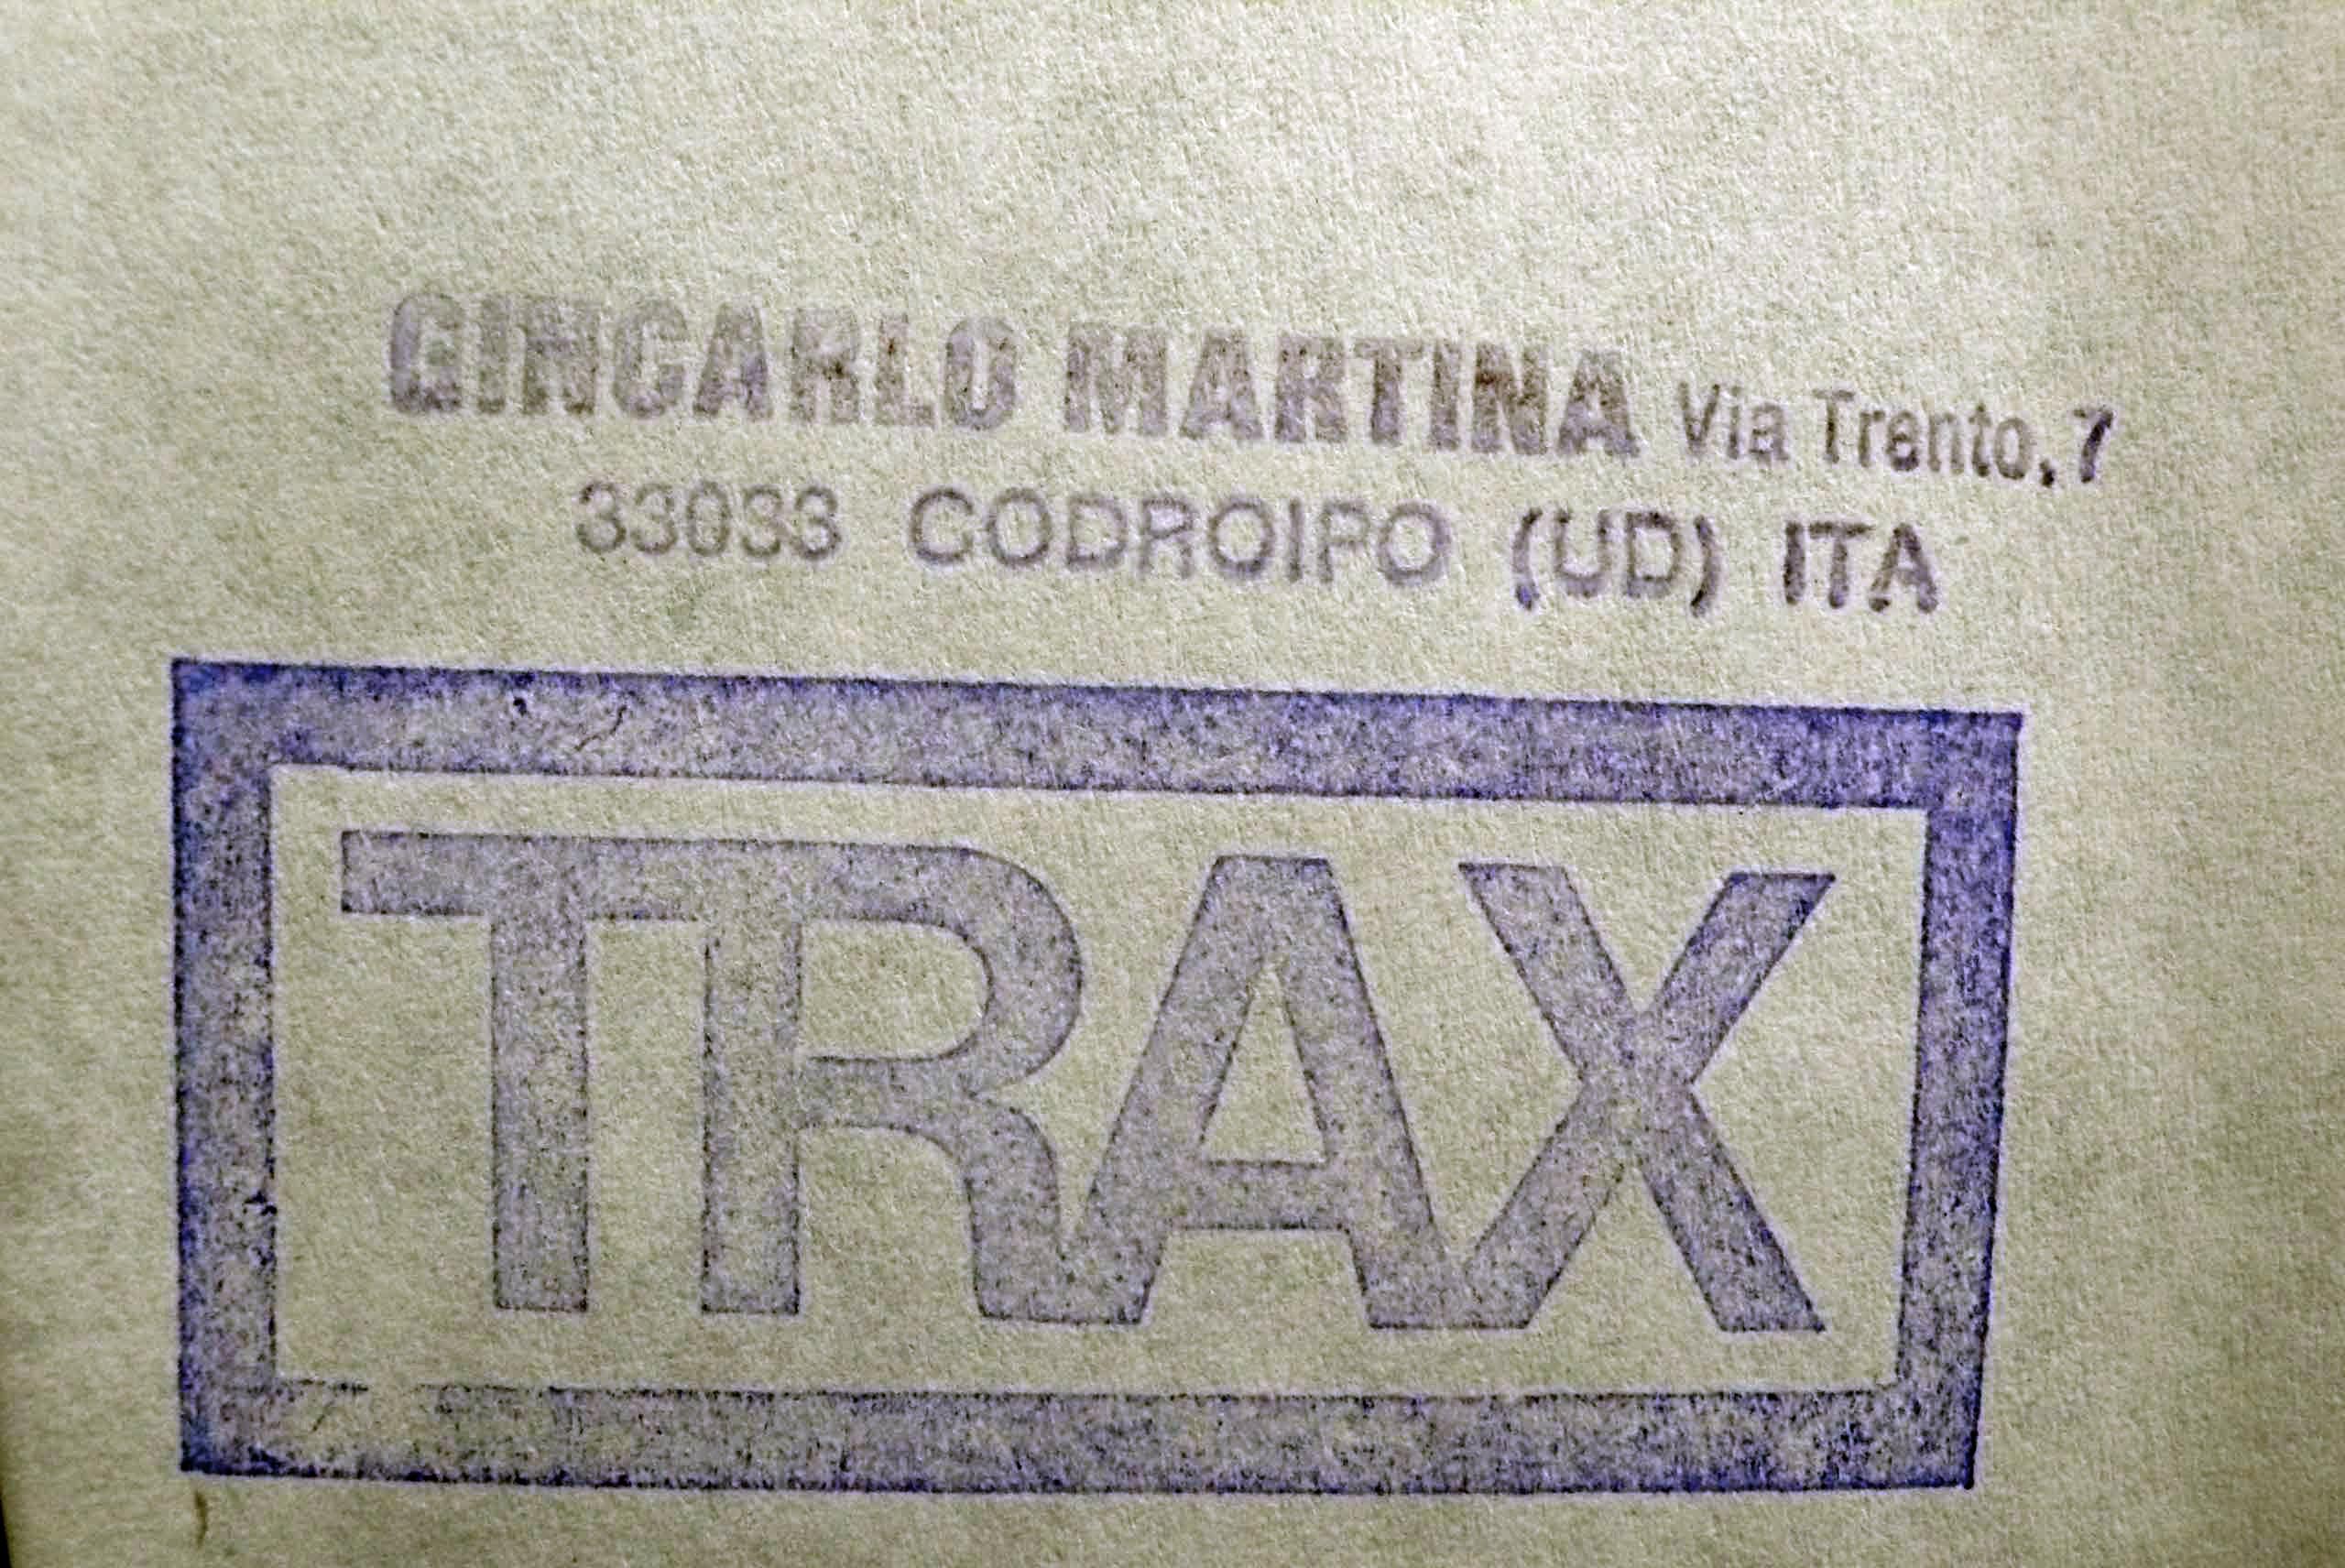 GINCARLO MARTINA Via Trento, 7
33033 CODROIPO (UD) ITA
TRAX